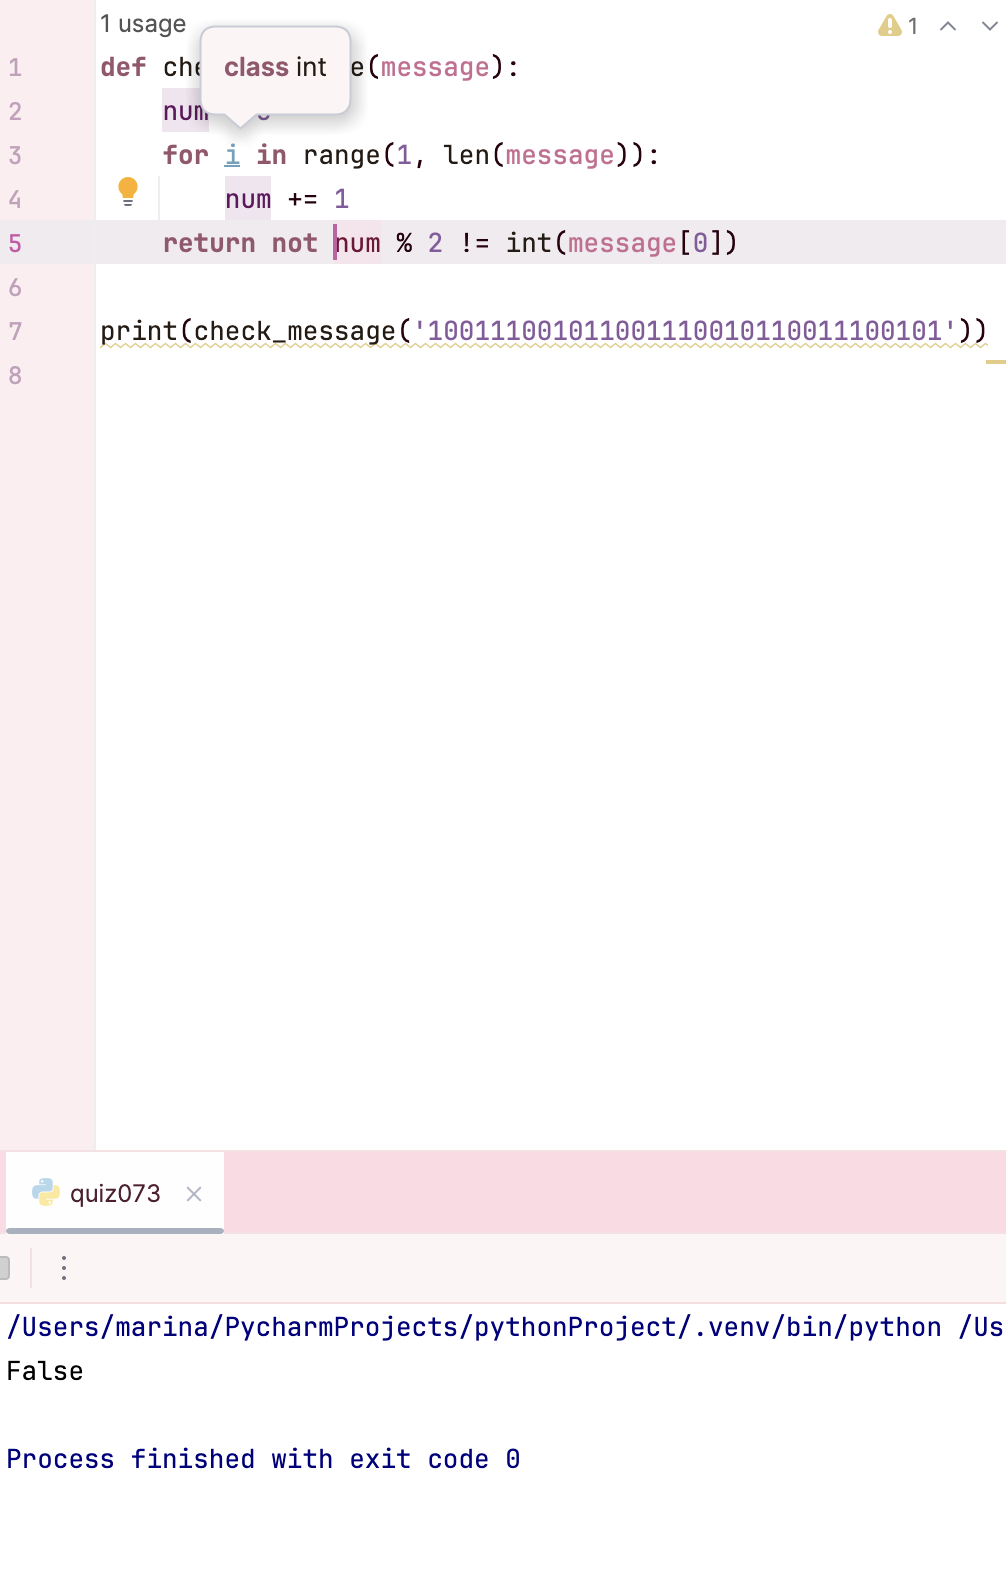 1 usage
1
1 def che class int e(message):
2 num
3 for i in range(1, len(message)):
4 num += 1
5 return not num % 2 != int(message[0])
6
7 print(check_message('100111001011001110010110011100101'))
8
quiz073
/Users/marina/PycharmProjects/pythonProject/.venv/bin/python /Us
False
Process finished with exit code 0